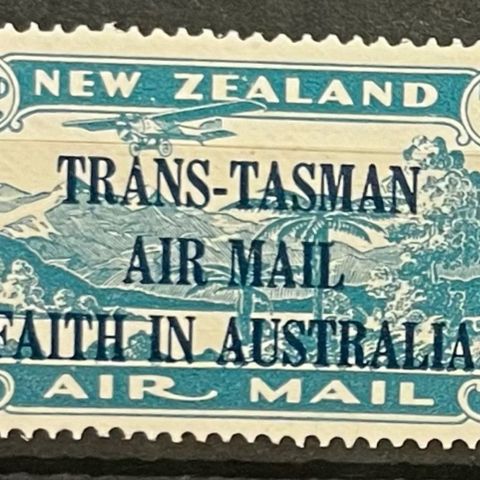 NEW ZEALAND
TRANS-TASMAN
AIR MAIL
FAITH IN AUSTRALIA
AIR MAIL